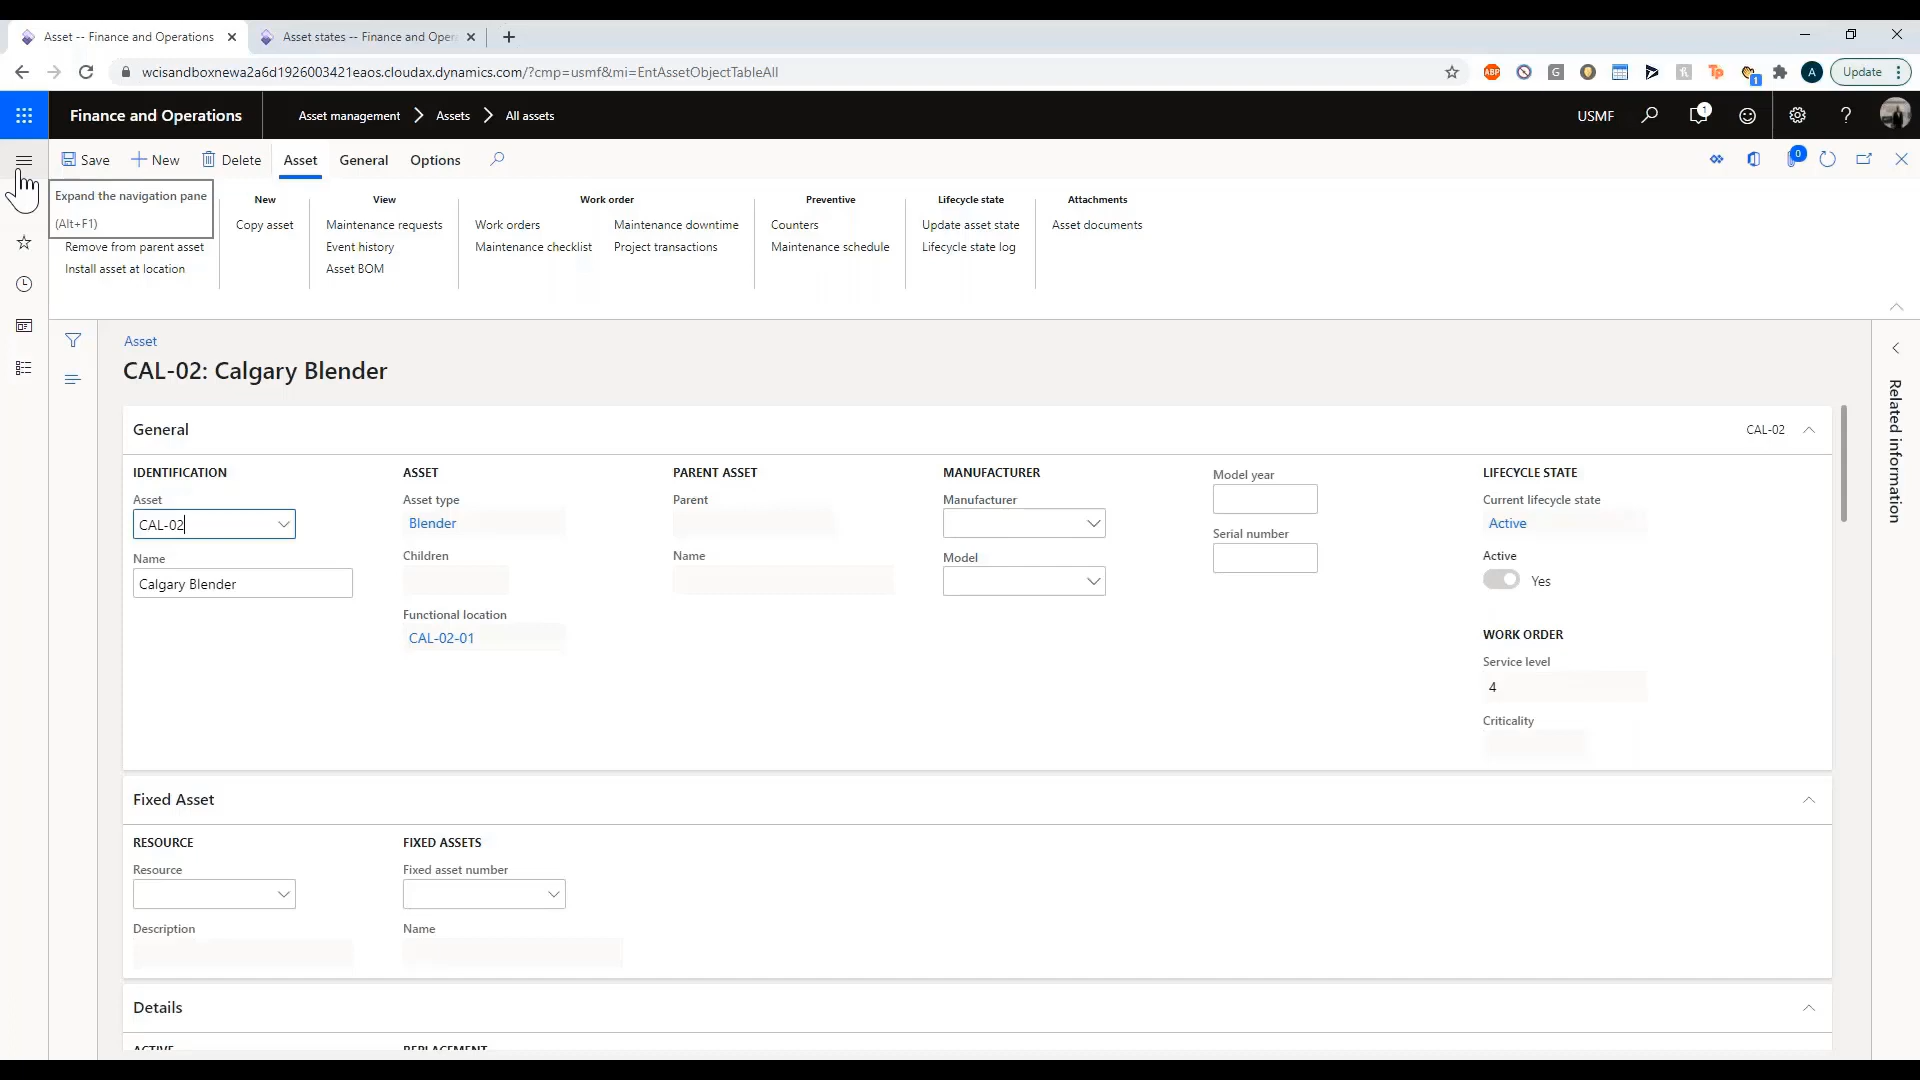 Asset -- Finance and Operations
Asset states -- Finance and Oper
wcisandboxnewa2a6d1926003421eaos.cloudax.dynamics.com/?cmp=usmf&mi=EntAssetObjectTableAll
ABP
G
Tp
1
A
Update
Finance and Operations
Asset management
Assets
All assets
USMF
1
?
Save
New
Delete
Asset
General
Options
0
Expand the navigation pane
(Alt+F1)
Remove from parent asset
Install asset at location
New
Copy asset
View
Maintenance requests
Event history
Asset BOM
Work order
Work orders
Maintenance checklist
Maintenance downtime
Project transactions
Preventive
Counters
Maintenance schedule
Lifecycle state
Update asset state
Lifecycle state log
Attachments
Asset documents
Asset
CAL-02: Calgary Blender
Related information
General
CAL-02
IDENTIFICATION
Asset
CAL-02
Name
Calgary Blender
ASSET
Asset type
Blender
Children
Functional location
CAL-02-01
PARENT ASSET
Parent
Name
MANUFACTURER
Manufacturer
Model
Model year
Serial number
LIFECYCLE STATE
Current lifecycle state
Active
Active
Yes
WORK ORDER
Service level
4
Criticality
Fixed Asset
RESOURCE
Resource
Description
FIXED ASSETS
Fixed asset number
Name
Details
ACTIVE
REPLACEMENT